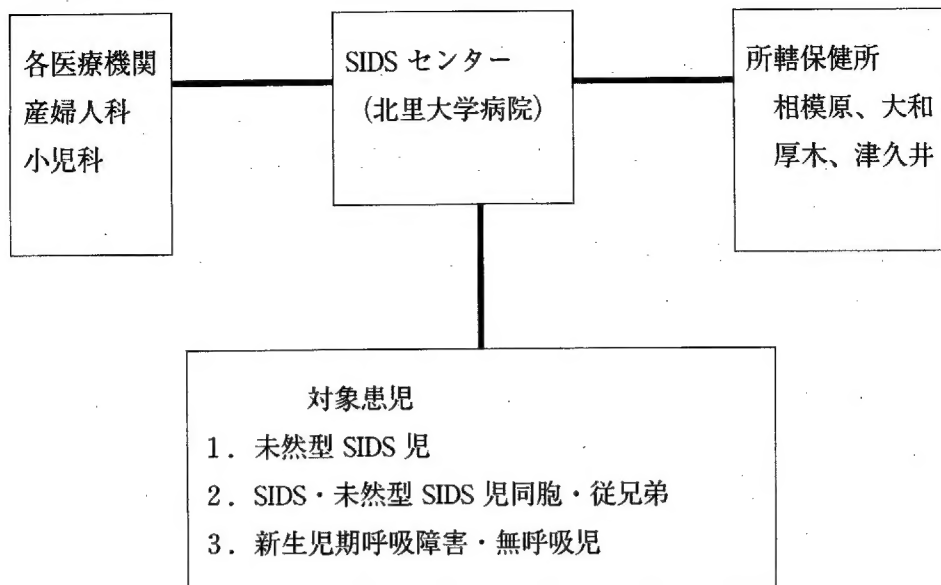 各医療機関
産婦人科
小児科
SIDS センター
(北里大学病院)
所轄保健所
相模原、大和
厚木、津久井
対象患児
1. 未然型 SIDS 児
2. SIDS・未然型 SIDS 児同胞・従兄弟
3. 新生児期呼吸障害・無呼吸児